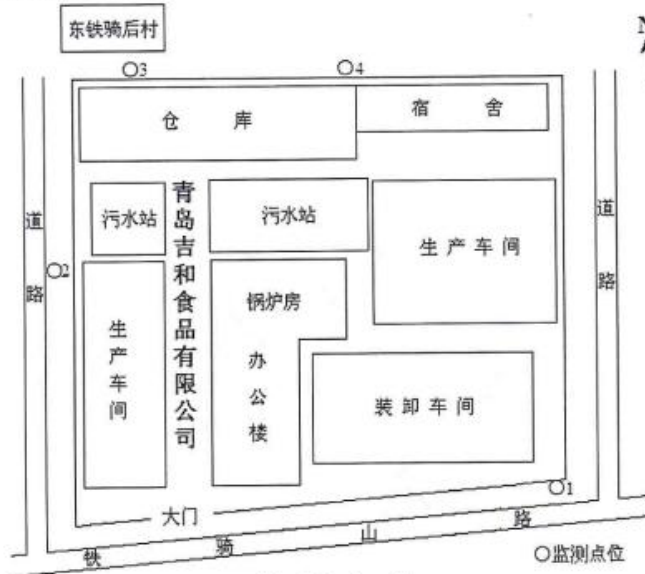 东铁骑后村
N
3
4
仓 库
宿 舍
污水站
污水站
生产车间
道路
2
道路
青岛吉和食品有限公司
锅炉房
生产车间
办公楼
装卸车间
1
大门
铁骑山路
○监测点位